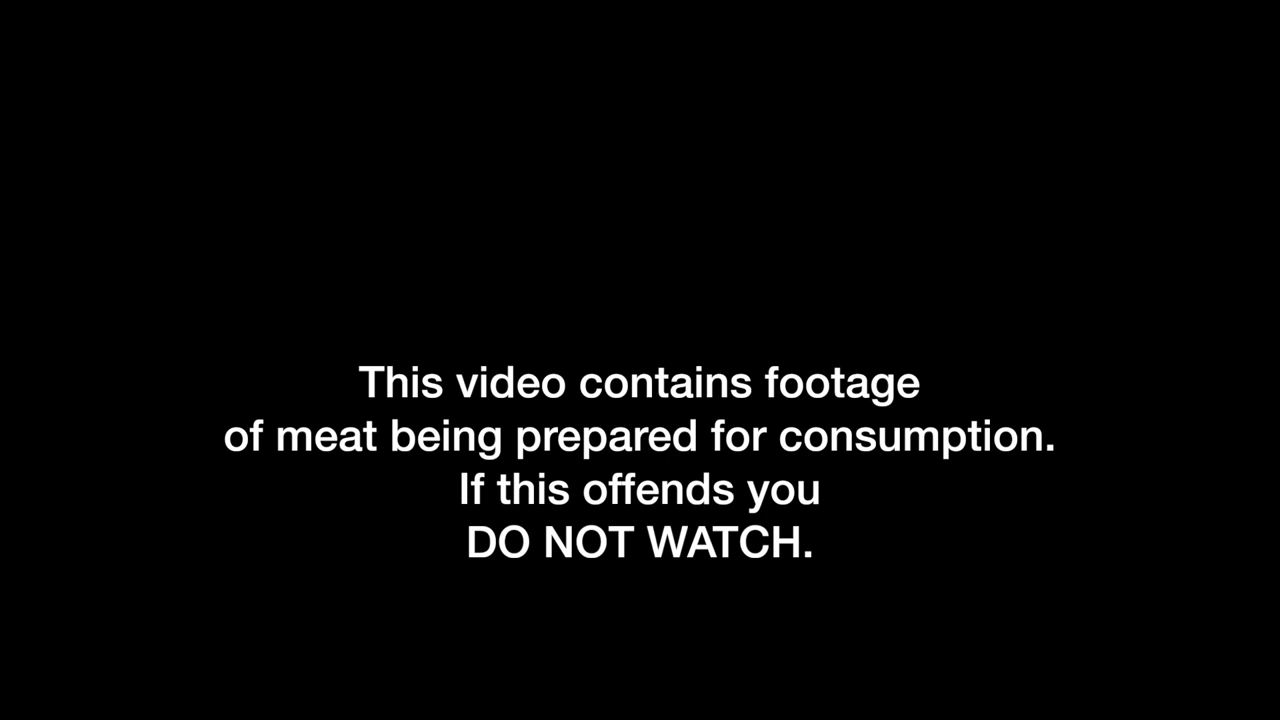 This video contains footage
of meat being prepared for consumption.
If this offends you
DO NOT WATCH.